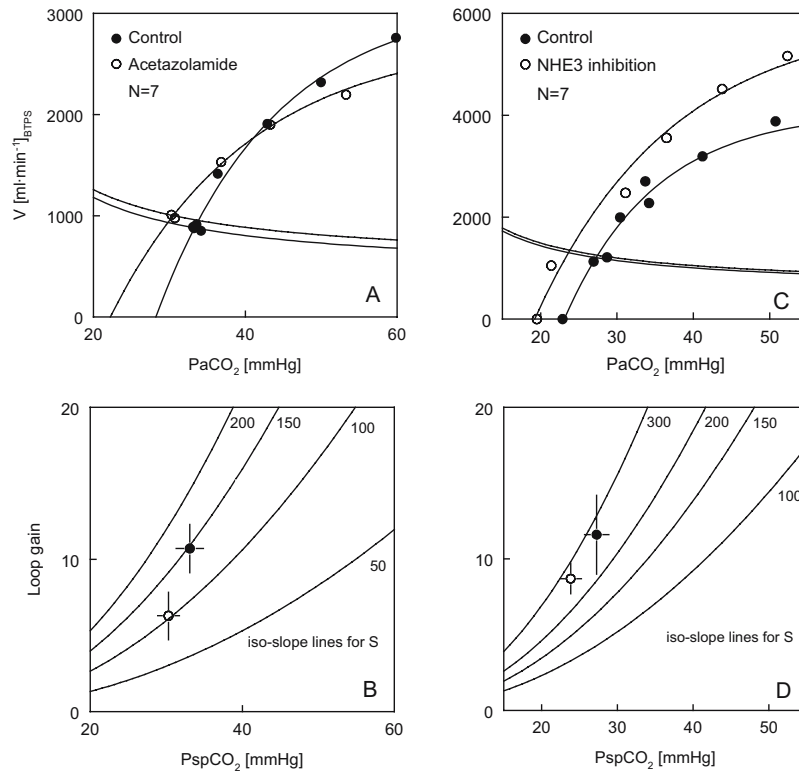 6000
3000
Control
Acetazolamide
N=7
Control
NHE3 inhibition
N=7
V [ml·min⁻¹]BTPS
2000
4000
1000
2000
A
C
0
0
20
40
60
20
30
40
50
PaCO₂ [mmHg]
PaCO₂ [mmHg]
20
20
200
150
100
300
200
150
100
Loop gain
10
10
50
iso-slope lines for S
iso-slope lines for S
B
D
0
0
20
40
60
20
30
40
50
PspCO₂ [mmHg]
PspCO₂ [mmHg]